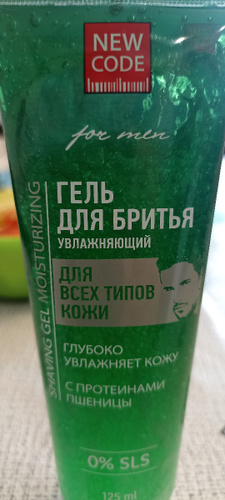 NEW
CODE
for men
ГЕЛЬ
ДЛЯ БРИТЬЯ
УВЛАЖНЯЮЩИЙ
SHAVING GEL MOISTURIZING
ДЛЯ
ВСЕХ ТИПОВ
КОЖИ
ГЛУБОКО
УВЛАЖНЯЕТ КОЖУ
С ПРОТЕИНАМИ
ПШЕНИЦЫ
0% SLS
125 ml